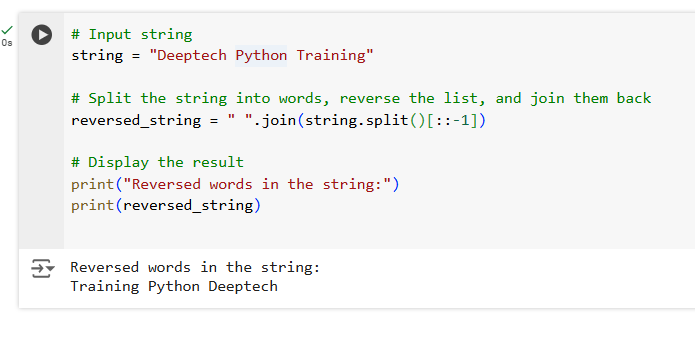 0s
# Input string
string = "Deeptech Python Training"
# Split the string into words, reverse the list, and join them back
reversed_string = " ".join(string.split()[::-1])
# Display the result
print("Reversed words in the string:")
print(reversed_string)
Reversed words in the string:
Training Python Deeptech